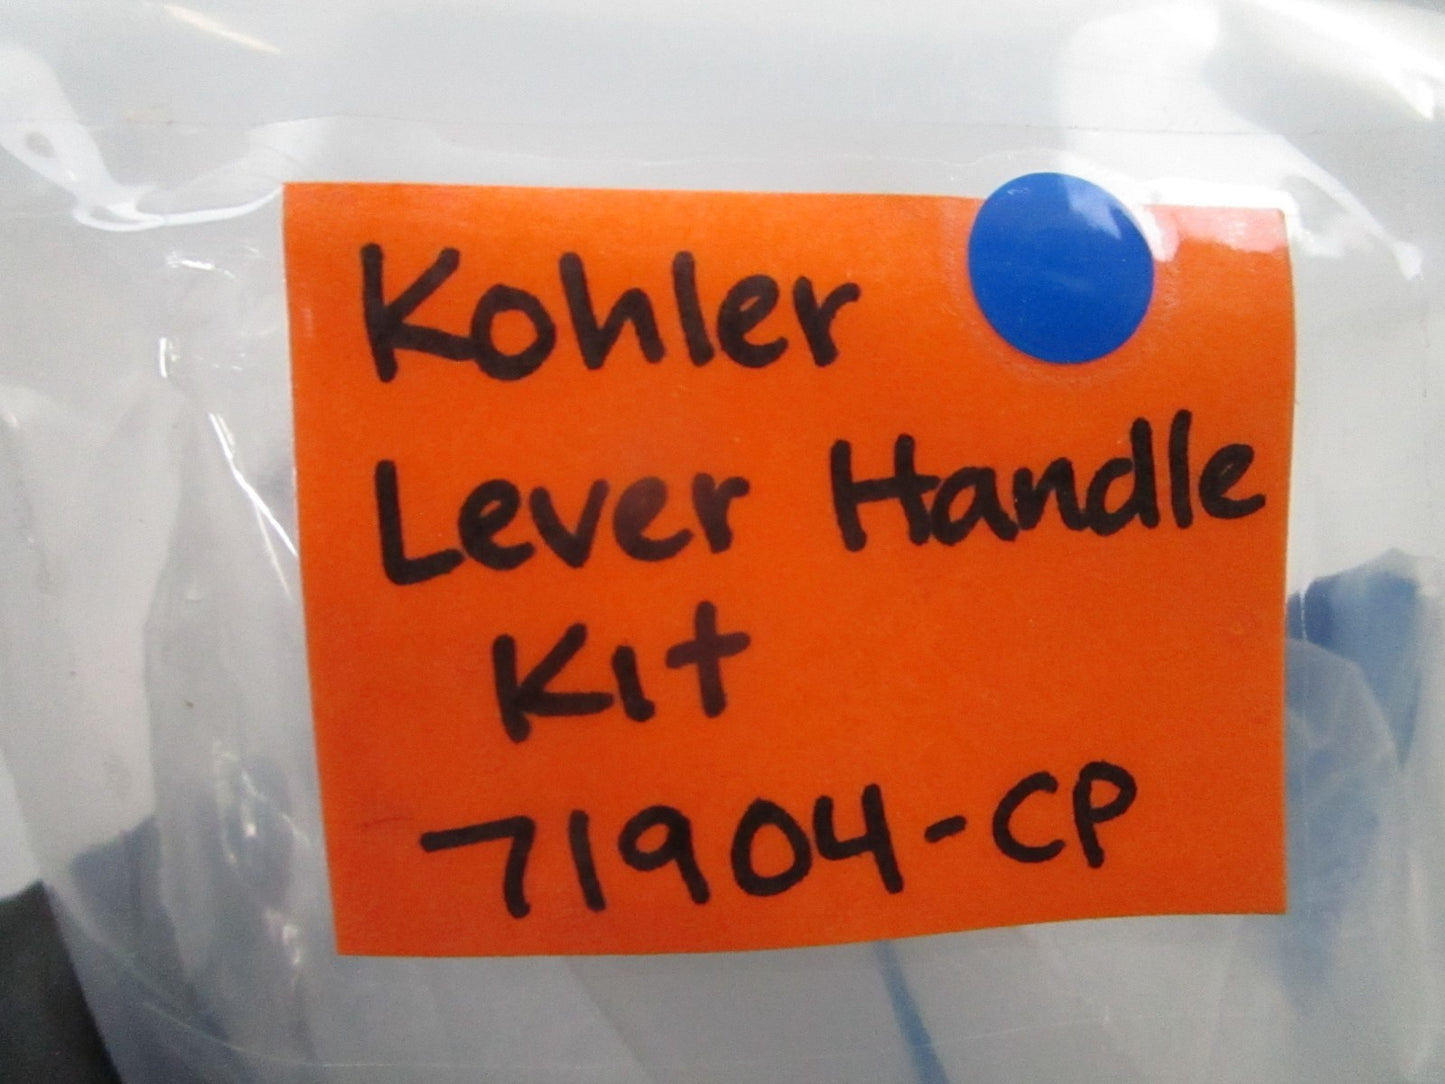 Kohler
Lever Handle
Kit
71904-CP